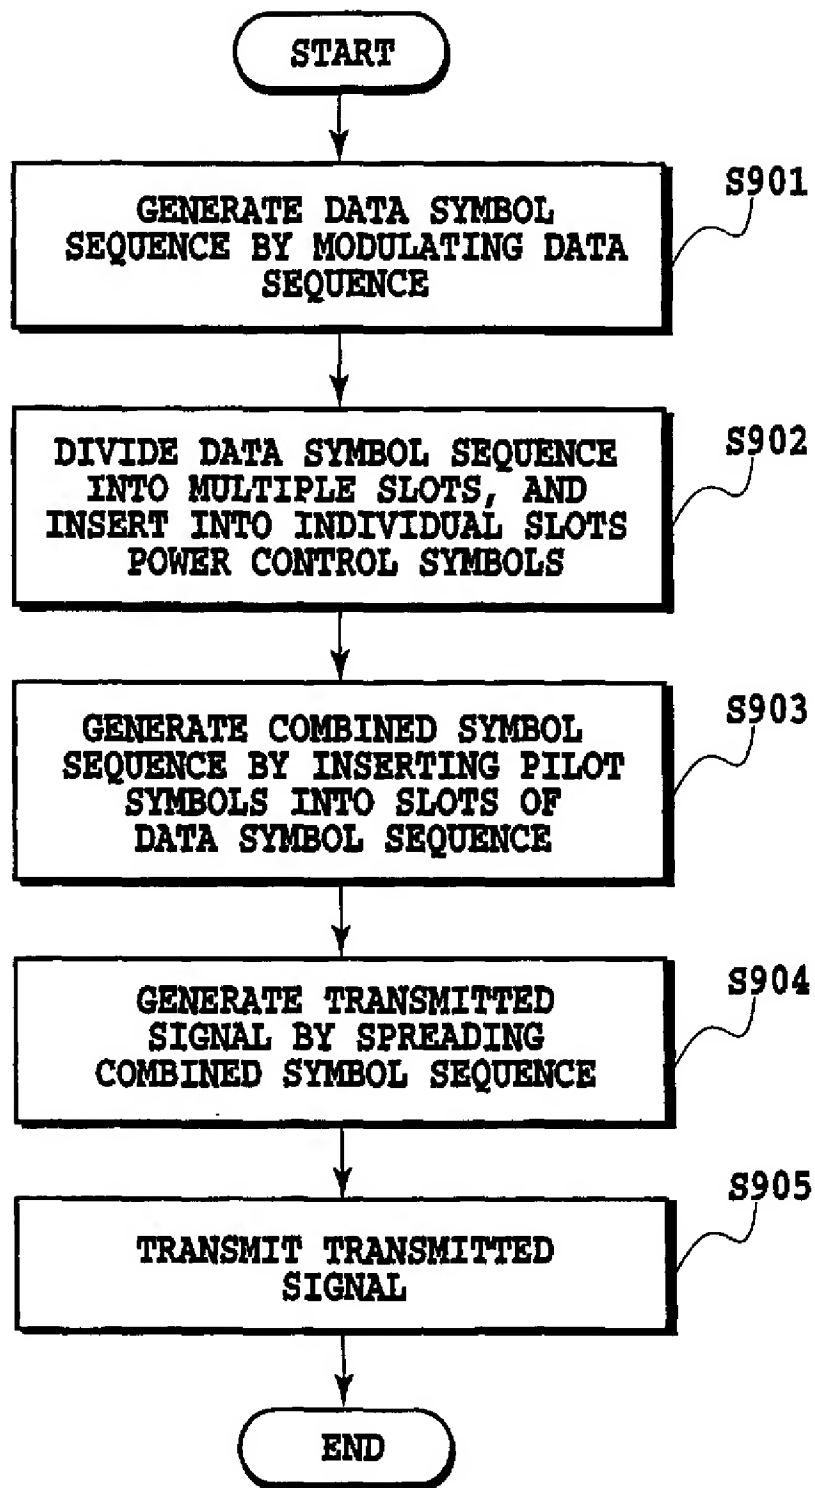 START
S901
GENERATE DATA SYMBOL
SEQUENCE BY MODULATING DATA
SEQUENCE
S902
DIVIDE DATA SYMBOL SEQUENCE
INTO MULTIPLE SLOTS, AND
INSERT INTO INDIVIDUAL SLOTS
POWER CONTROL SYMBOLS
S903
GENERATE COMBINED SYMBOL
SEQUENCE BY INSERTING PILOT
SYMBOLS INTO SLOTS OF
DATA SYMBOL SEQUENCE
S904
GENERATE TRANSMITTED
SIGNAL BY SPREADING
COMBINED SYMBOL SEQUENCE
S905
TRANSMIT TRANSMITTED
SIGNAL
END